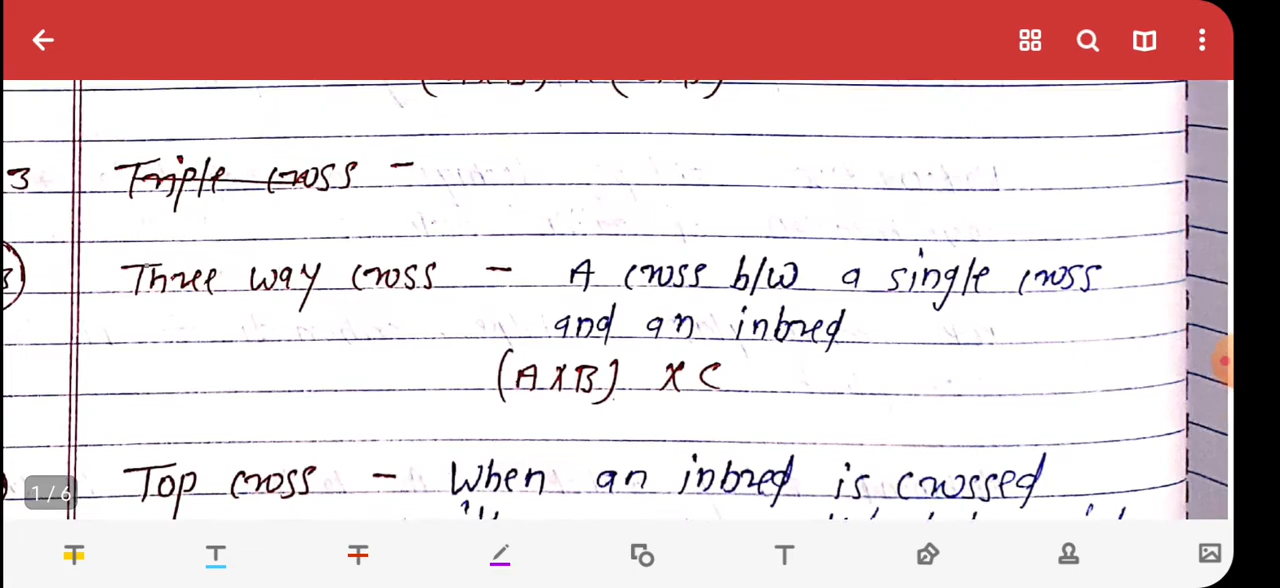 3 Triple cross -
Three way cross - A cross b/w a single cross
and an inbred
(A X B) X C
Top cross - When an inbred is crossed
1 / 6
T T T T